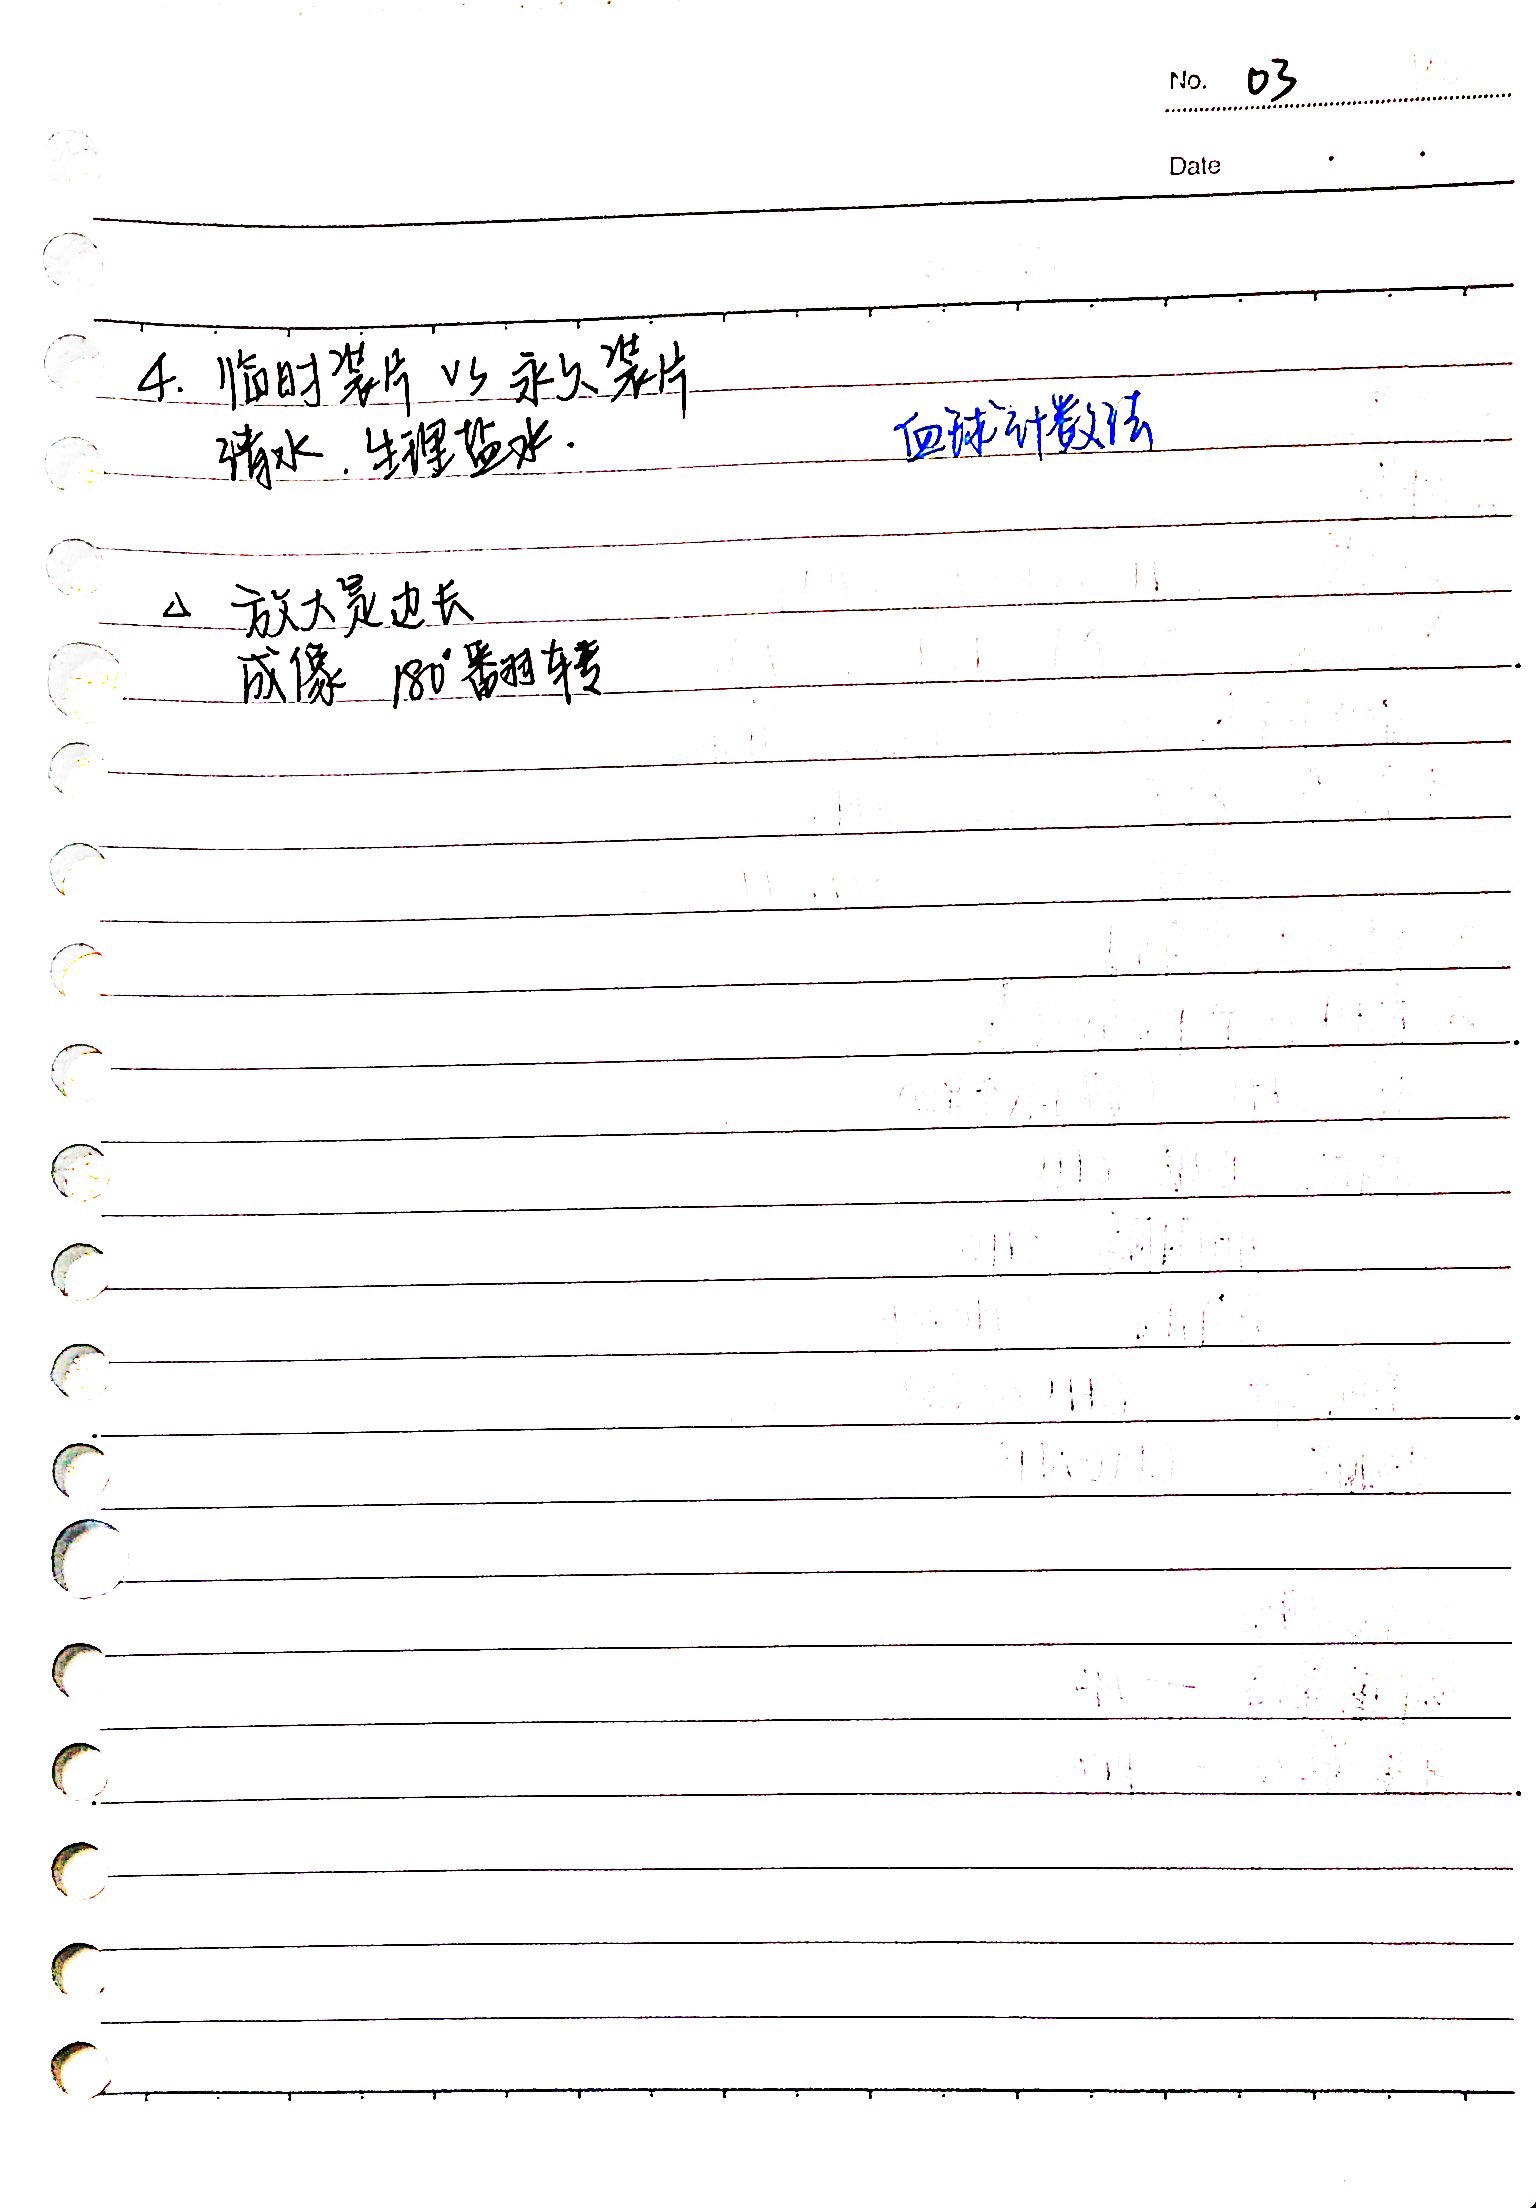 No. 03
Date
4. 临时装片 vs 永久装片
清水. 生理盐水.
血球计数法
△ 放大是边长
成像 180°翻转